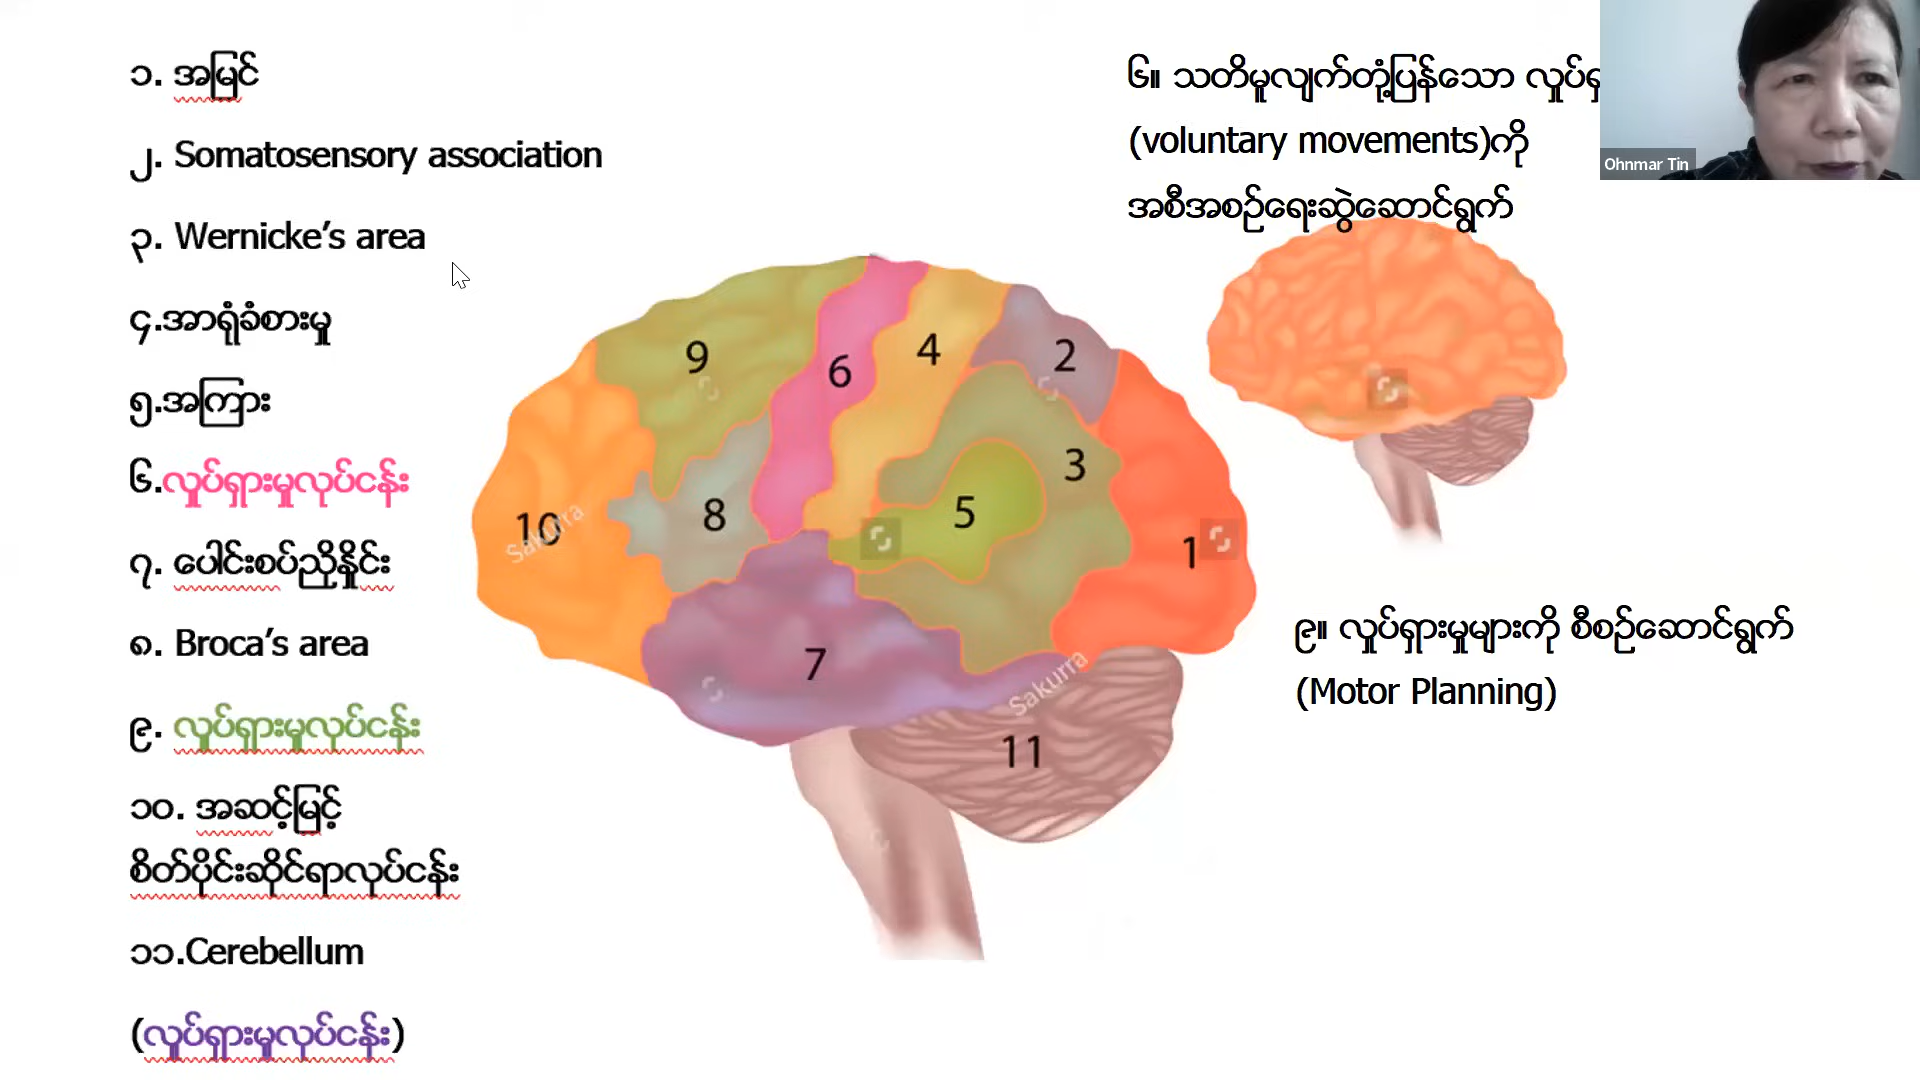 ၁. အမြင်
၂. Somatosensory association
၃. Wernicke’s area
၄.အာရုံခံစားမှု
၅.အကြား
၆.လှုပ်ရှားမှုလုပ်ငန်း
၇. ပေါင်းစပ်ညှိနှိုင်း
၈. Broca’s area
၉. လှုပ်ရှားမှုလုပ်ငန်း
၁၀. အဆင့်မြင့်
စိတ်ပိုင်းဆိုင်ရာလုပ်ငန်း
၁၁.Cerebellum
(လှုပ်ရှားမှုလုပ်ငန်း)
9
6
4
2
3
5
8
10
1
7
11
Sakurra
Sakurra
၆။ သတိမူလျက်တုံ့ပြန်သော
(voluntary movements)ကို
အစီအစဉ်ရေးဆွဲဆောင်ရွက်
၉။ လှုပ်ရှားမှုများကို စီစဉ်ဆောင်ရွက်
(Motor Planning)
Ohnmar Tin